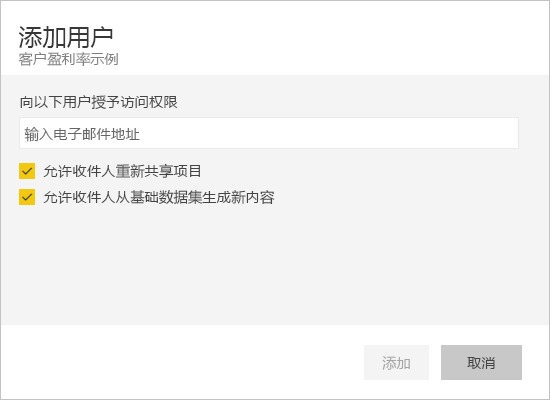 添加用户
客户盈利率示例
向以下用户授予访问权限
输入电子邮件地址
允许收件人重新共享项目
允许收件人从基础数据集生成新内容
添加
取消